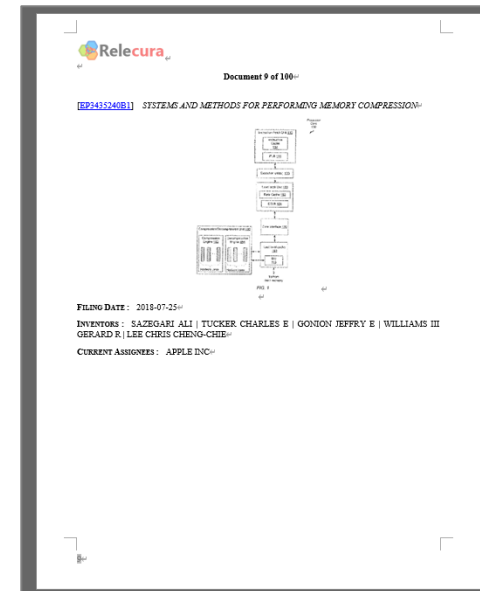 Relecura
Document 9 of 100
[EP3435240B1] SYSTEMS AND METHODS FOR PERFORMING MEMORY COMPRESSION
FIG. 1
FILING DATE : 2018-07-25
INVENTORS : SAZEGARI ALI | TUCKER CHARLES E | GONION JEFFRY E | WILLIAMS III
GERARD R | LEE CHRIS CHENG-CHIE
CURRENT ASSIGNEES : APPLE INC